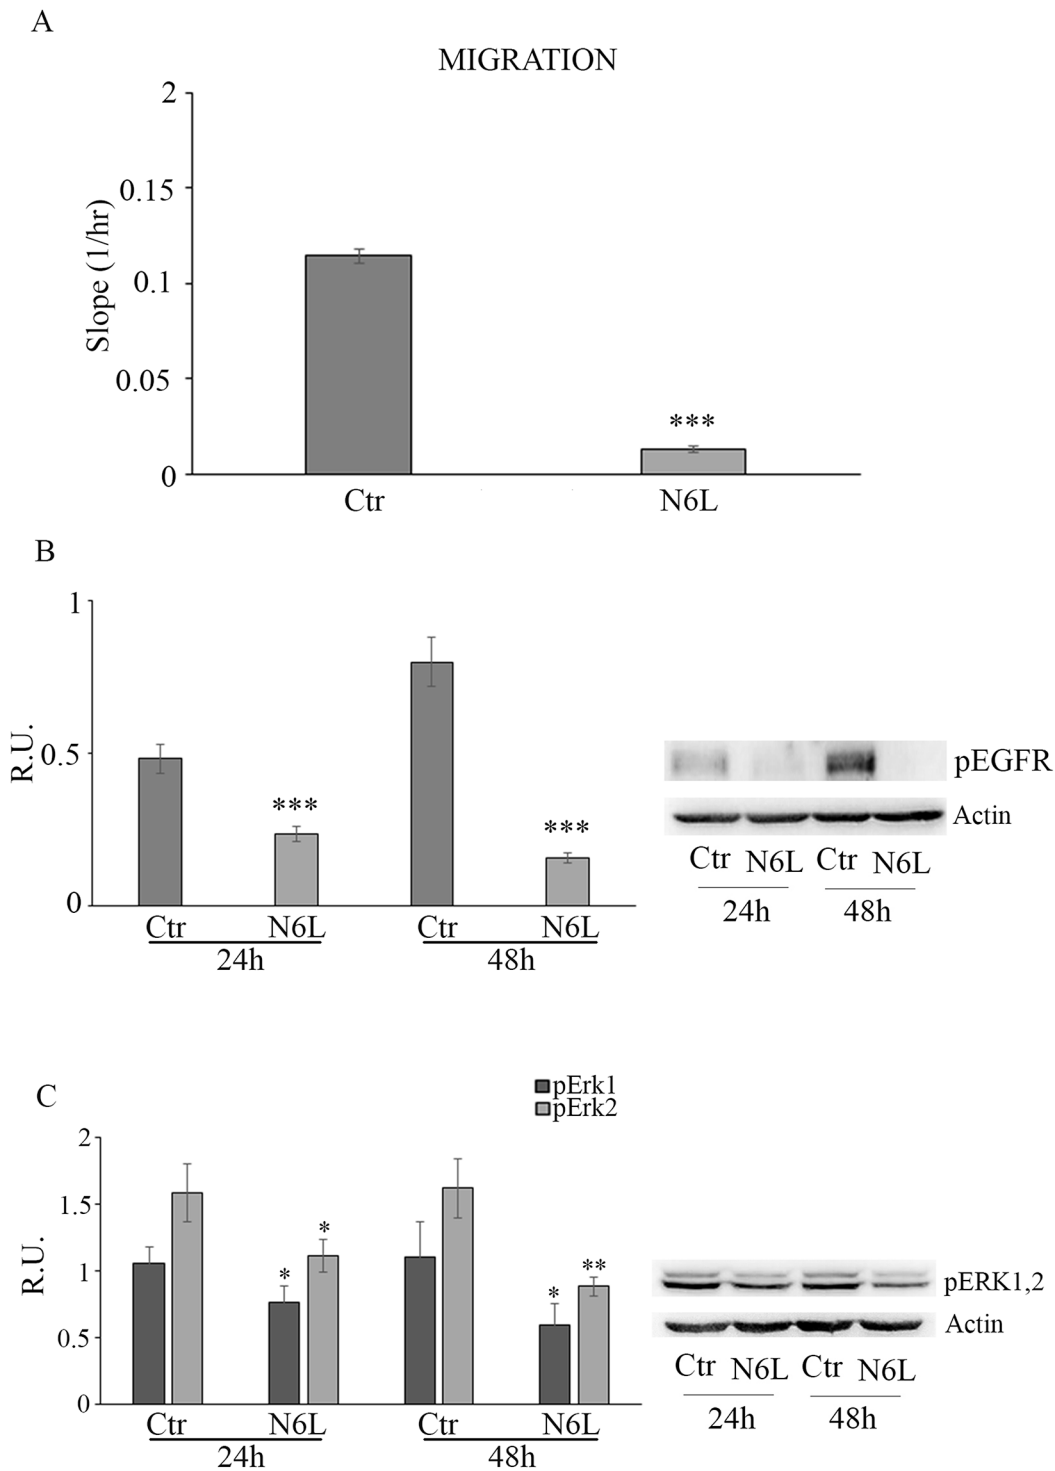 A
MIGRATION
2
0.15
0.1
0.05
0
Slope (1/hr)
***
Ctr
N6L
B
1
0.5
0
R.U.
***
***
Ctr
N6L
Ctr
N6L
24h
48h
pEGFR
Actin
Ctr N6L Ctr N6L
24h
48h
C
pErk1
pErk2
2
1.5
1
0.5
0
R.U.
*
*
*
**
Ctr
N6L
Ctr
N6L
24h
48h
pERK1,2
Actin
Ctr N6L Ctr N6L
24h
48h